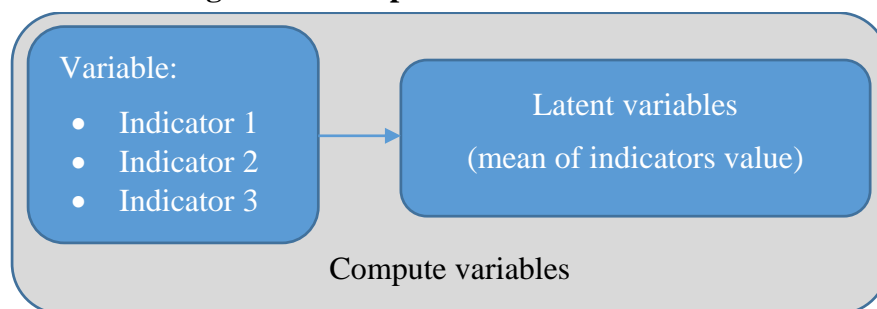 Variable:
• Indicator 1
• Indicator 2
• Indicator 3
Latent variables
(mean of indicators value)
Compute variables